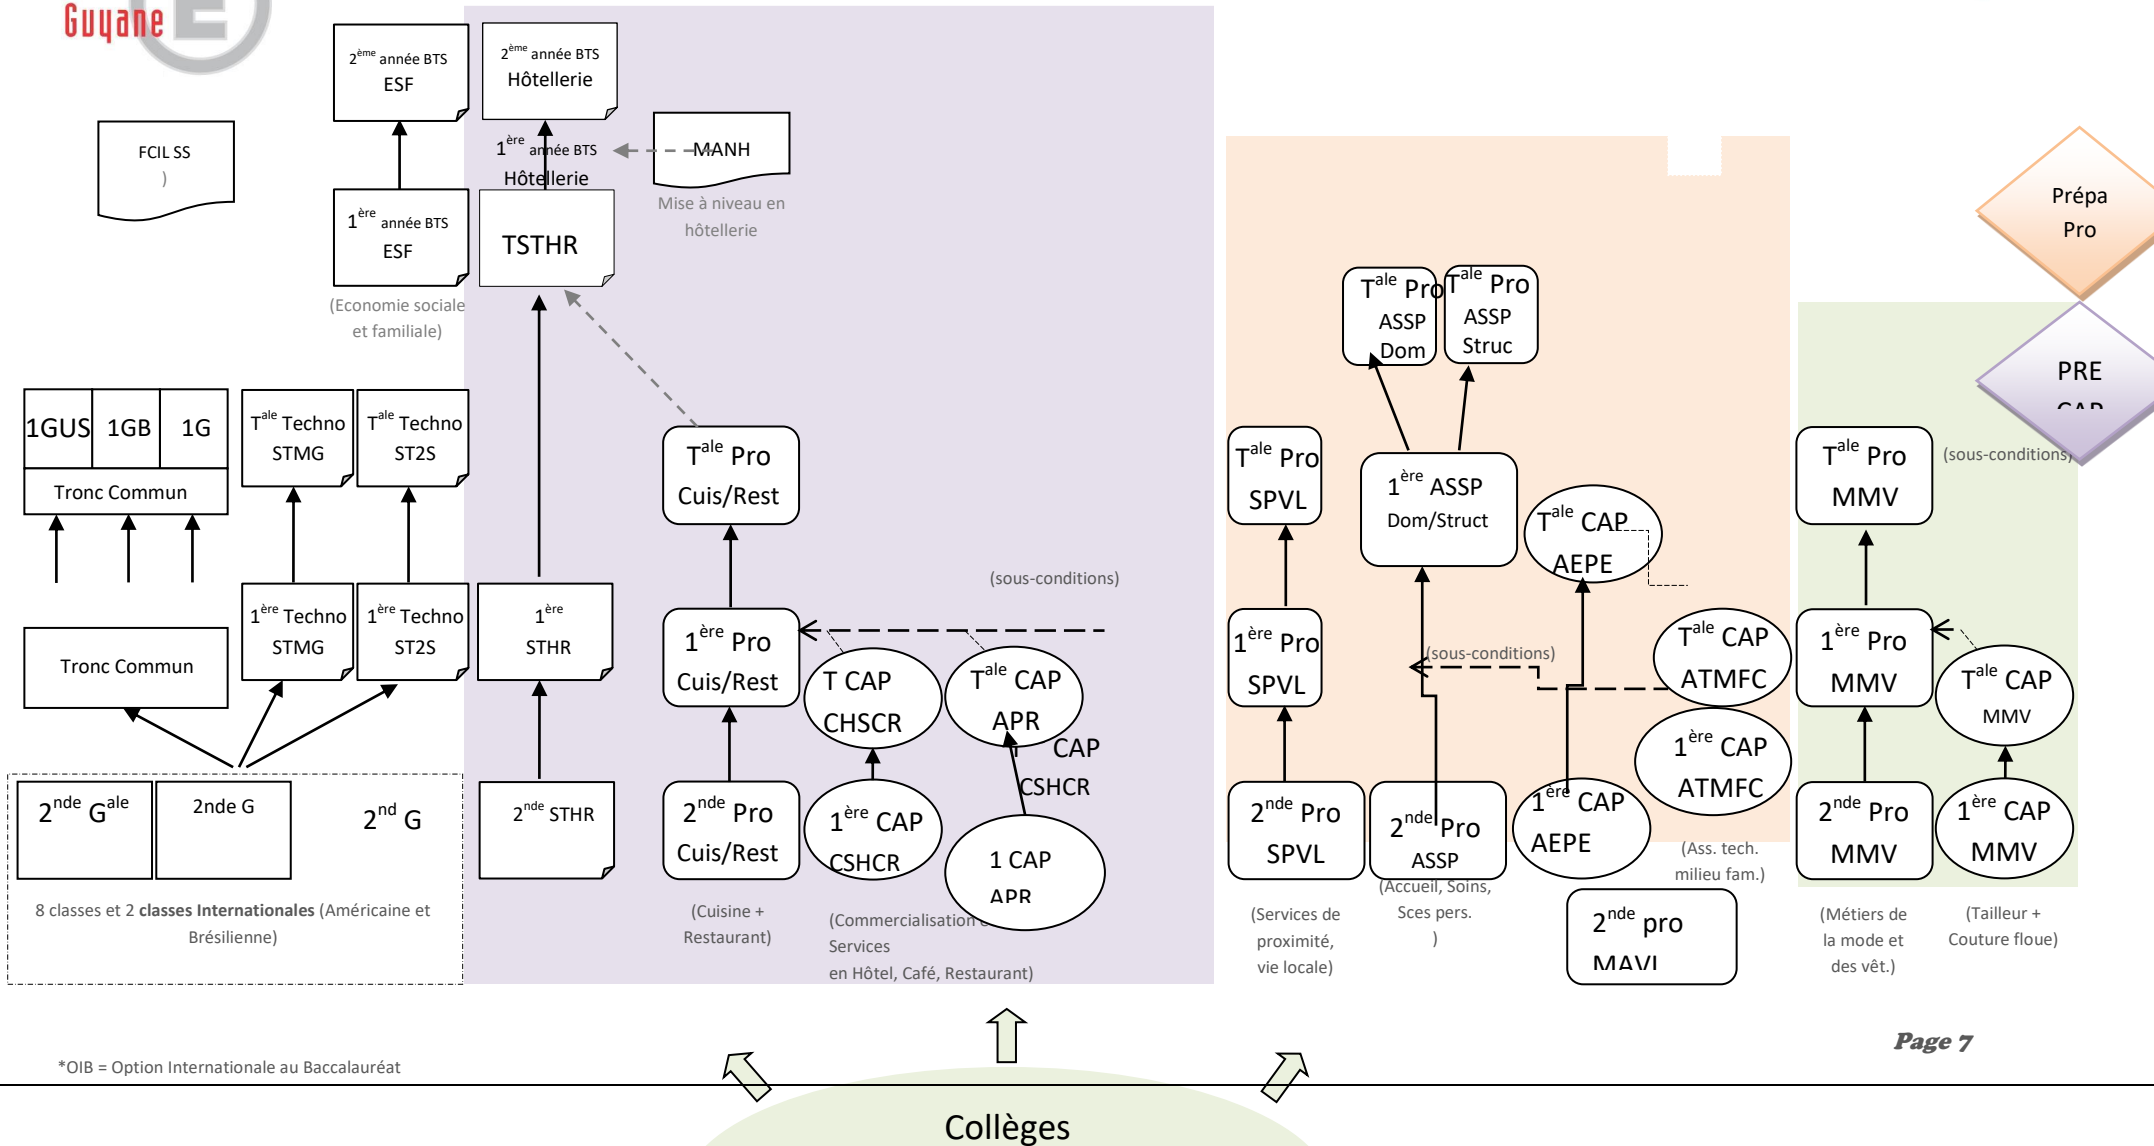 Guyane
E
2ème année BTS
ESF
2ème année BTS
Hôtellerie
FCIL SS
)
1ère année BTS
Hôtellerie
MANH
Mise à niveau en
hôtellerie
1ère année BTS
ESF
(Economie sociale
et familiale)
TSTHR
Prépa
Pro
PRE
CAP
Tale Pro
ASSP
Dom
Tale Pro
ASSP
Struc
1GUS
1GB
1G
Tronc Commun
Tale Techno
STMG
Tale Techno
ST2S
Tale Pro
Cuis/Rest
Tale Pro
SPVL
1ère ASSP
Dom/Struct
Tale CAP
AEPE
Tale Pro
MMV
(sous-conditions)
(sous-conditions)
Tronc Commun
1ère Techno
STMG
1ère Techno
ST2S
1ère
STHR
1ère Pro
Cuis/Rest
T CAP
CHSCR
Tale CAP
APR
CAP
CSHCR
1ère Pro
SPVL
(sous-conditions)
Tale CAP
ATMFC
1ère CAP
ATMFC
1ère Pro
MMV
Tale CAP
MMV
2nde Gale
2nde G
2nd G
2nde STHR
2nde Pro
Cuis/Rest
1ère CAP
CSHCR
1 CAP
APR
2nde Pro
SPVL
2nde Pro
ASSP
1ère CAP
AEPE
2nde Pro
MMV
1ère CAP
MMV
8 classes et 2 classes Internationales (Américaine et
Brésilienne)
(Cuisine +
Restaurant)
(Commercialisation
Services
en Hôtel, Café, Restaurant)
(Services de
proximité,
vie locale)
(Accueil, Soins,
Sces pers.
)
(Ass. tech.
milieu fam.)
2nde pro
MAVI
(Métiers de
la mode et
des vêt.)
(Tailleur +
Couture floue)
Page 7
*OIB = Option Internationale au Baccalauréat
Collèges